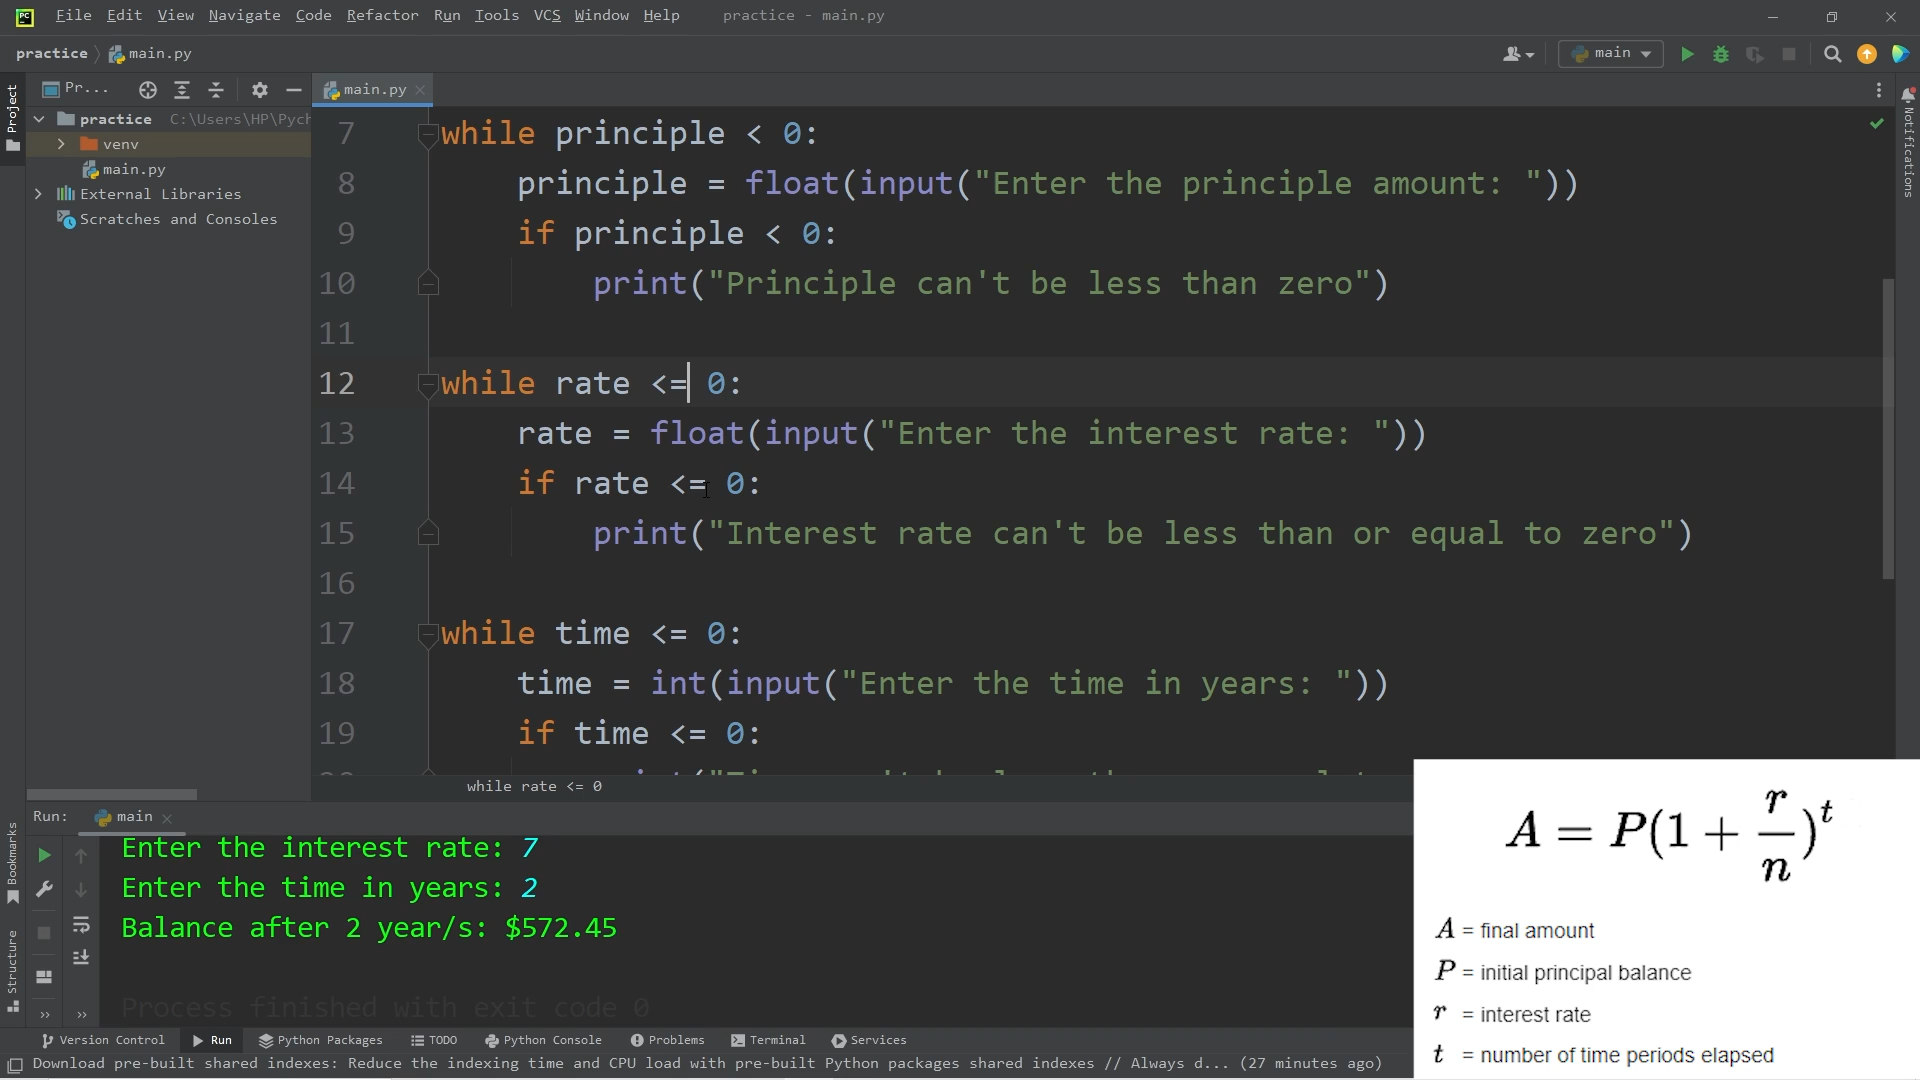 File Edit View Navigate Code Refactor Run Tools VCS Window Help practice - main.py
practice main.py main
Pr... main.py
practice C:\Users\HP\Pych
venv
main.py
External Libraries
Scratches and Consoles
Project
Notifications
7 while principle < 0:
8 principle = float(input("Enter the principle amount: "))
9 if principle < 0:
10 print("Principle can't be less than zero")
11
12 while rate <= 0:
13 rate = float(input("Enter the interest rate: "))
14 if rate <= 0:
15 print("Interest rate can't be less than or equal to zero")
16
17 while time <= 0:
18 time = int(input("Enter the time in years: "))
19 if time <= 0:
while rate <= 0
Run: main
Enter the interest rate: 7
Enter the time in years: 2
Balance after 2 year/s: $572.45
Process finished with exit code 0
Bookmarks
Structure
A = P(1 + r/n)^t
A = final amount
P = initial principal balance
r = interest rate
t = number of time periods elapsed
Version Control Run Python Packages TODO Python Console Problems Terminal Services
Download pre-built shared indexes: Reduce the indexing time and CPU load with pre-built Python packages shared indexes // Always d... (27 minutes ago)